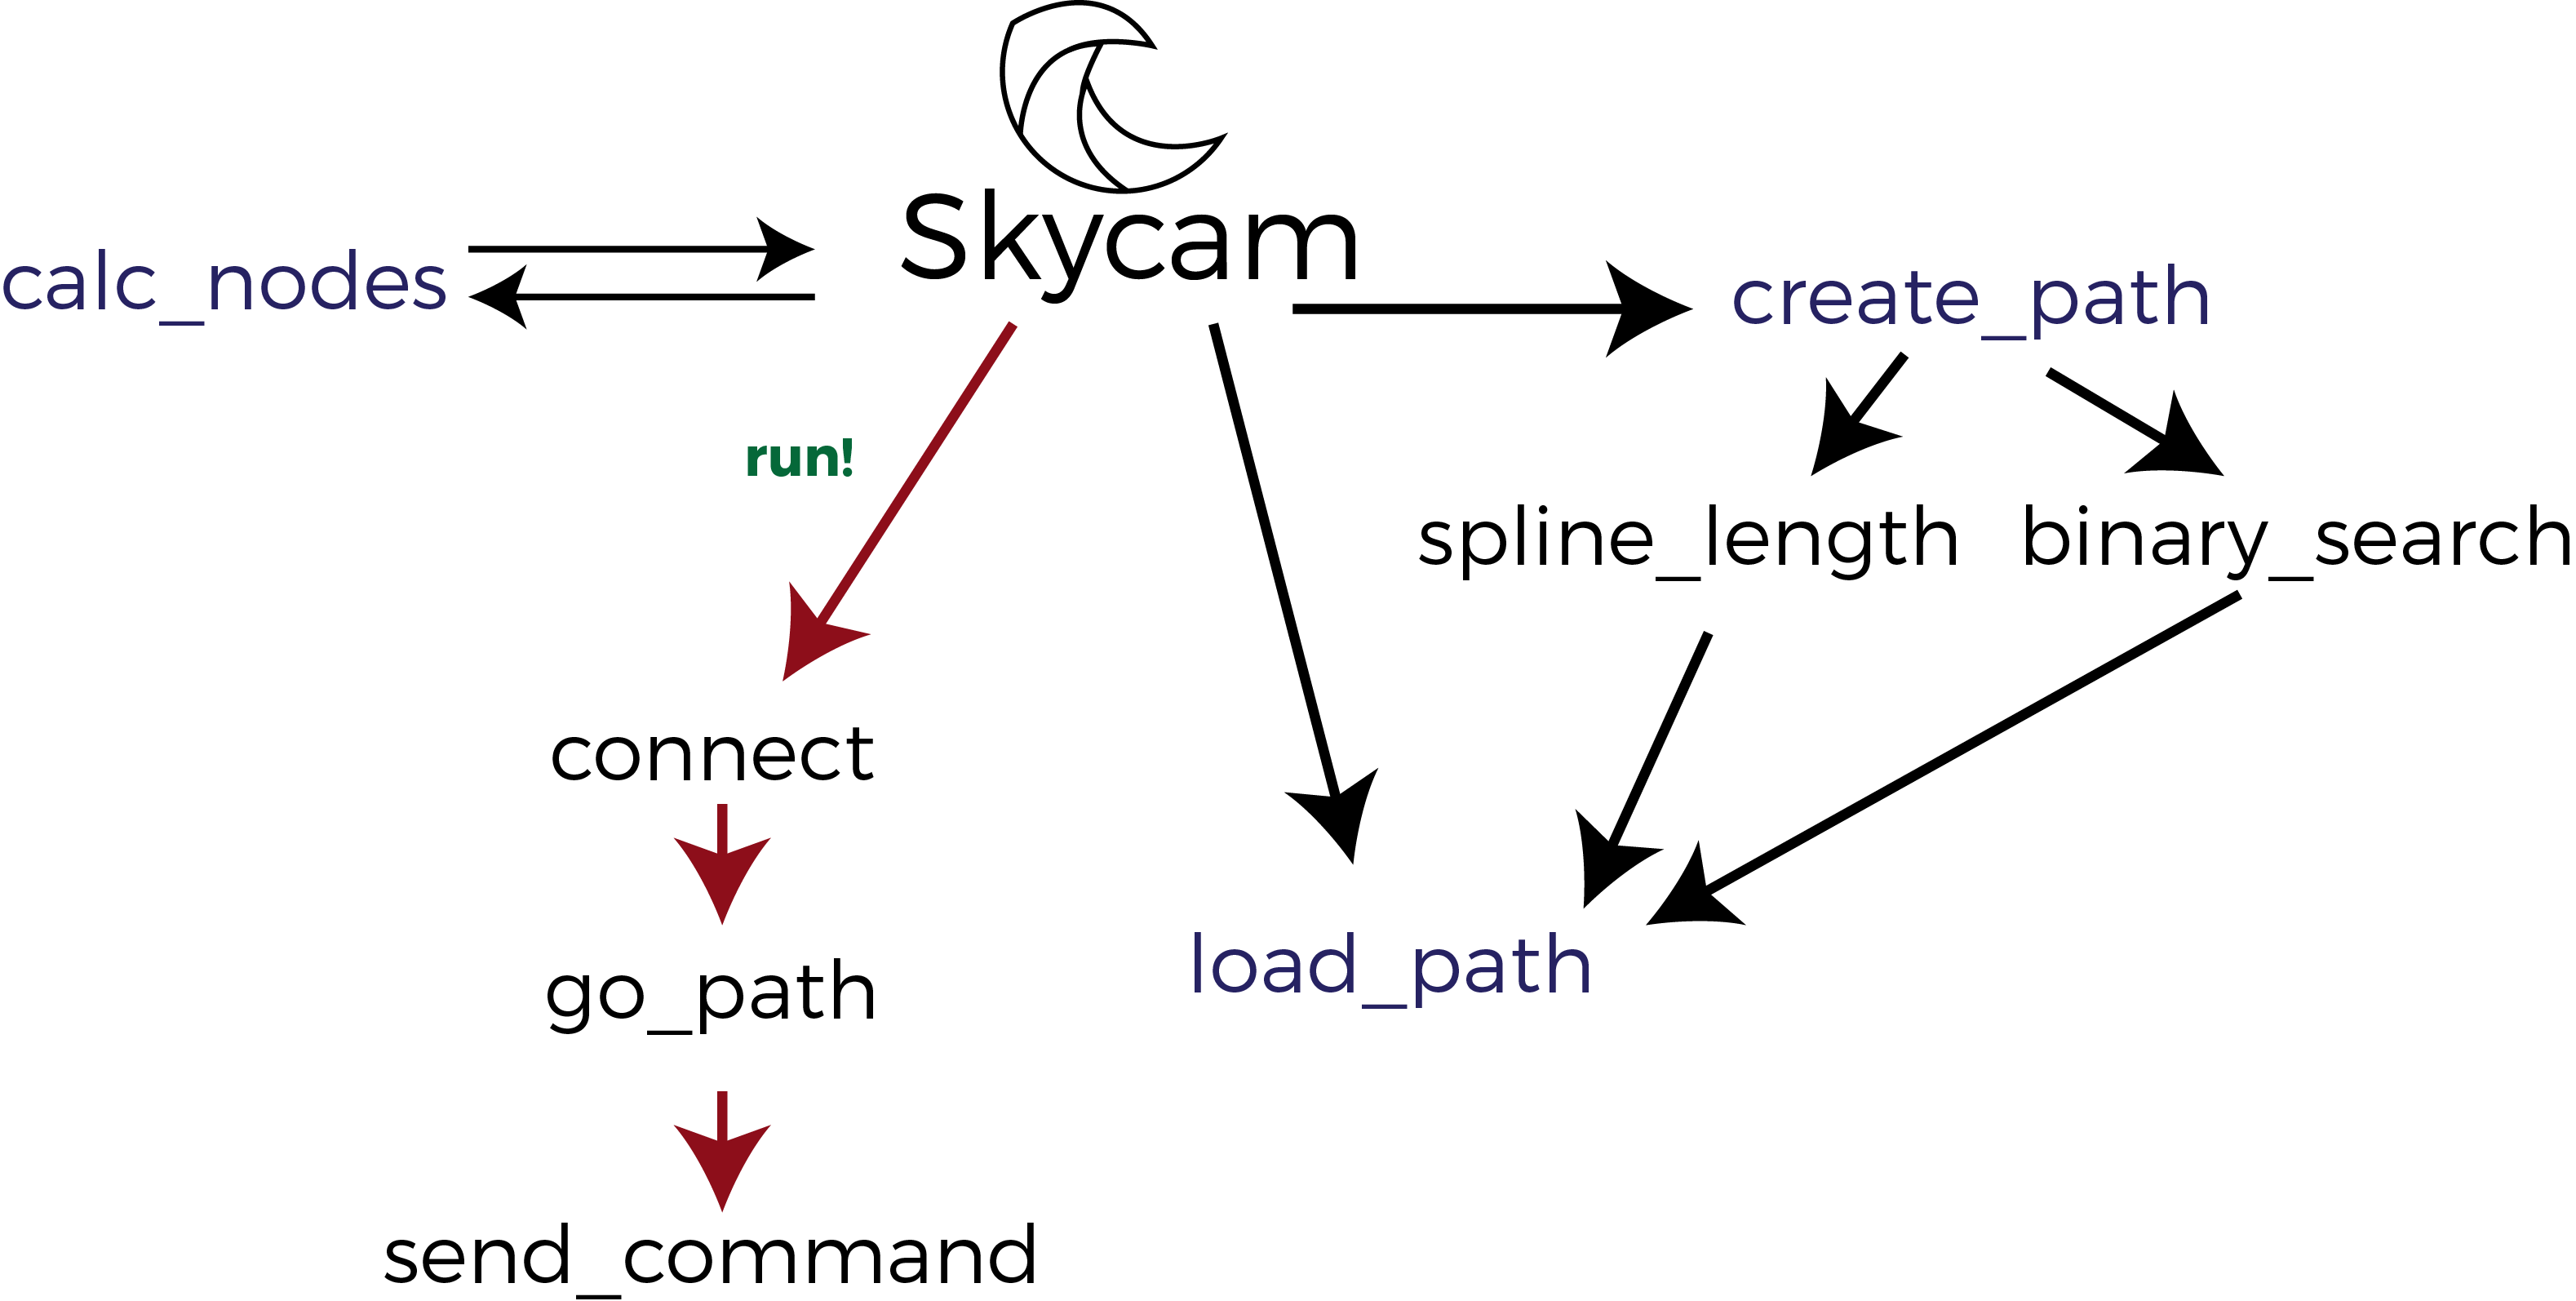 Skycam
calc_nodes
create_path
run!
spline_length
binary_search
connect
load_path
go_path
send_command